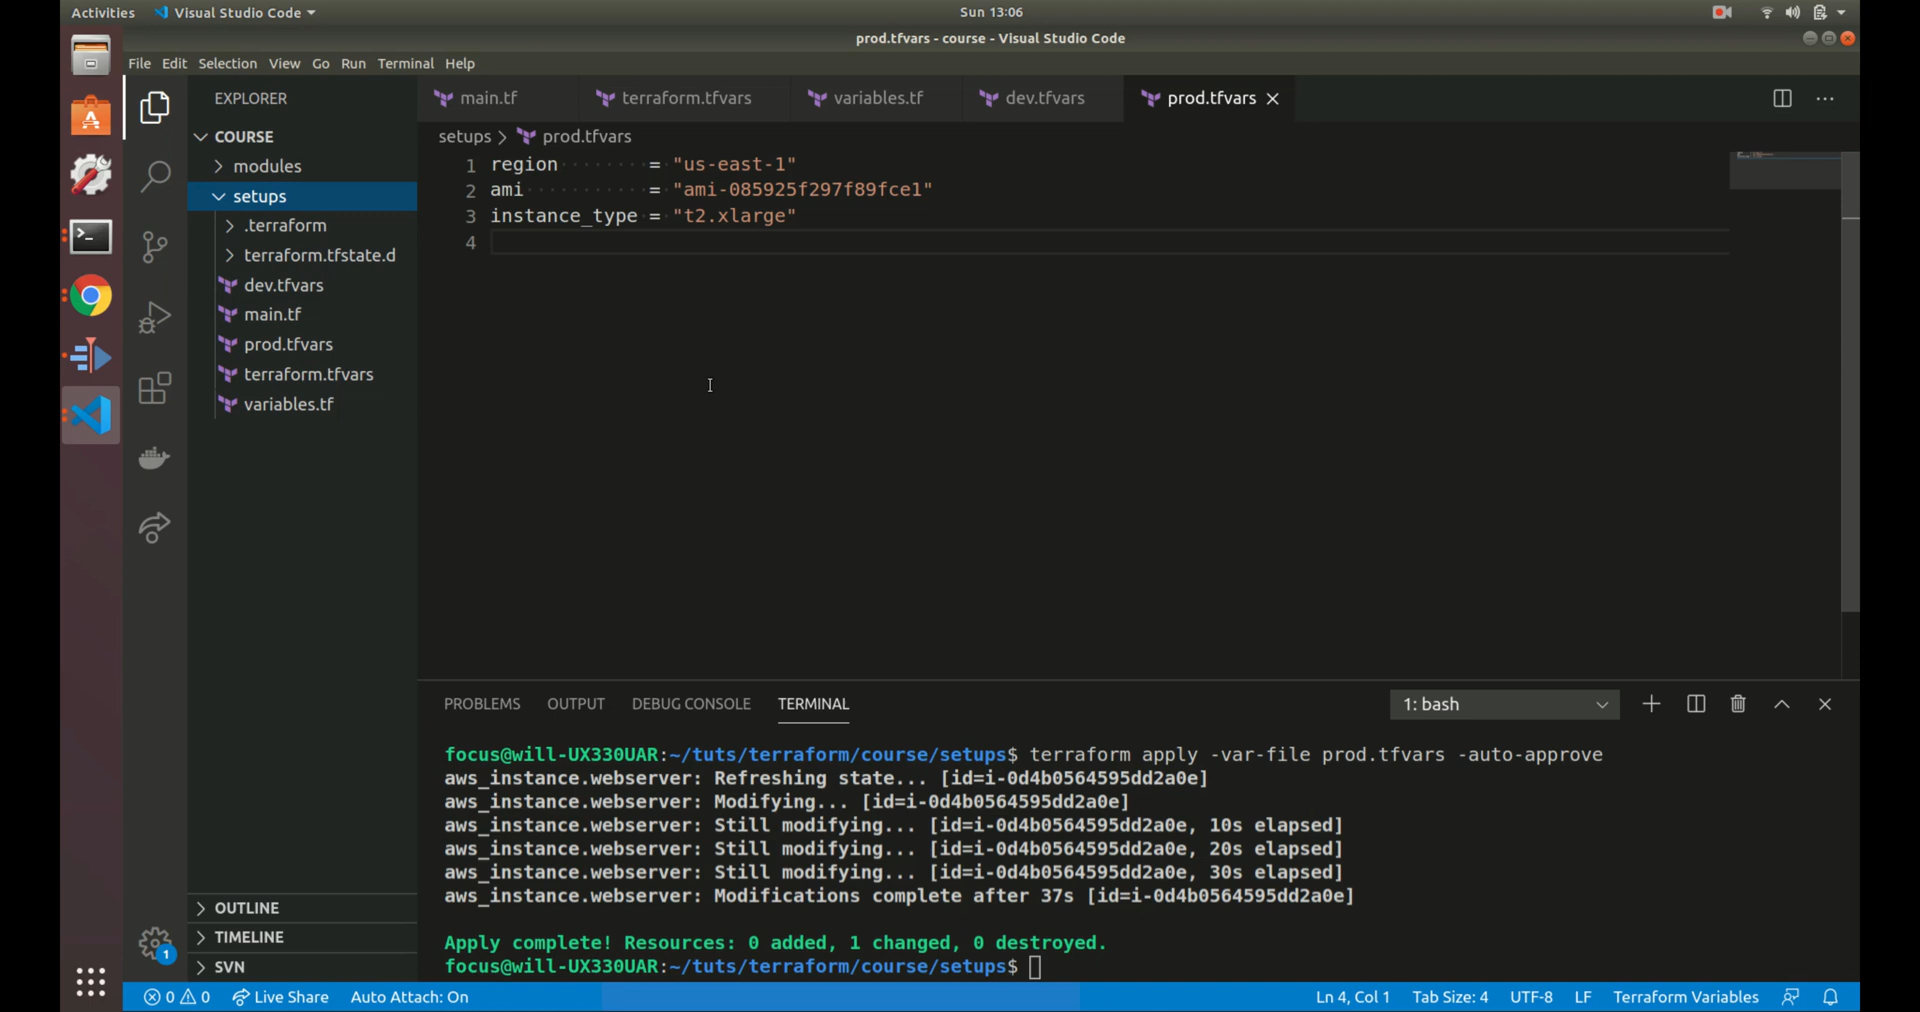 Activities
Visual Studio Code
Sun 13:06
prod.tfvars - course - Visual Studio Code
File Edit Selection View Go Run Terminal Help
EXPLORER
main.tf
terraform.tfvars
variables.tf
dev.tfvars
prod.tfvars
COURSE
modules
setups
.terraform
terraform.tfstate.d
dev.tfvars
main.tf
prod.tfvars
terraform.tfvars
variables.tf
setups > prod.tfvars
1 region ········ = "us-east-1"
2 ami ··········· = "ami-085925f297f89fce1"
3 instance_type = "t2.xlarge"
4
PROBLEMS OUTPUT DEBUG CONSOLE TERMINAL
1: bash
focus@will-UX330UAR:~/tuts/terraform/course/setups$ terraform apply -var-file prod.tfvars -auto-approve
aws_instance.webserver: Refreshing state... [id=i-0d4b0564595dd2a0e]
aws_instance.webserver: Modifying... [id=i-0d4b0564595dd2a0e]
aws_instance.webserver: Still modifying... [id=i-0d4b0564595dd2a0e, 10s elapsed]
aws_instance.webserver: Still modifying... [id=i-0d4b0564595dd2a0e, 20s elapsed]
aws_instance.webserver: Still modifying... [id=i-0d4b0564595dd2a0e, 30s elapsed]
aws_instance.webserver: Modifications complete after 37s [id=i-0d4b0564595dd2a0e]
Apply complete! Resources: 0 added, 1 changed, 0 destroyed.
focus@will-UX330UAR:~/tuts/terraform/course/setups$
OUTLINE
TIMELINE
SVN
1
0 0 Live Share Auto Attach: On
Ln 4, Col 1 Tab Size: 4 UTF-8 LF Terraform Variables